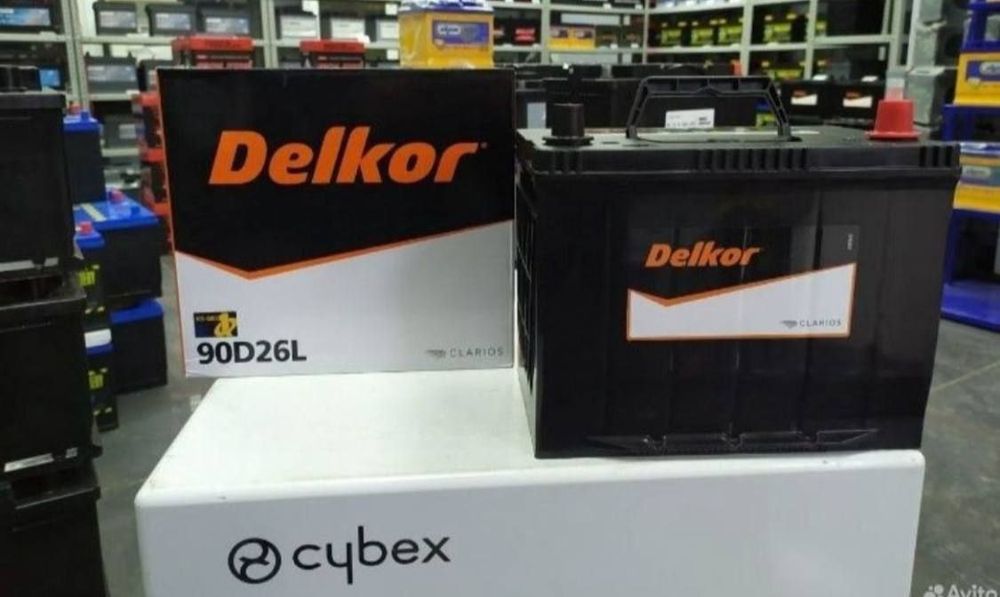 Delkor
90D26L
CLARIOS
Delkor
CLARIOS
cybex
Avito